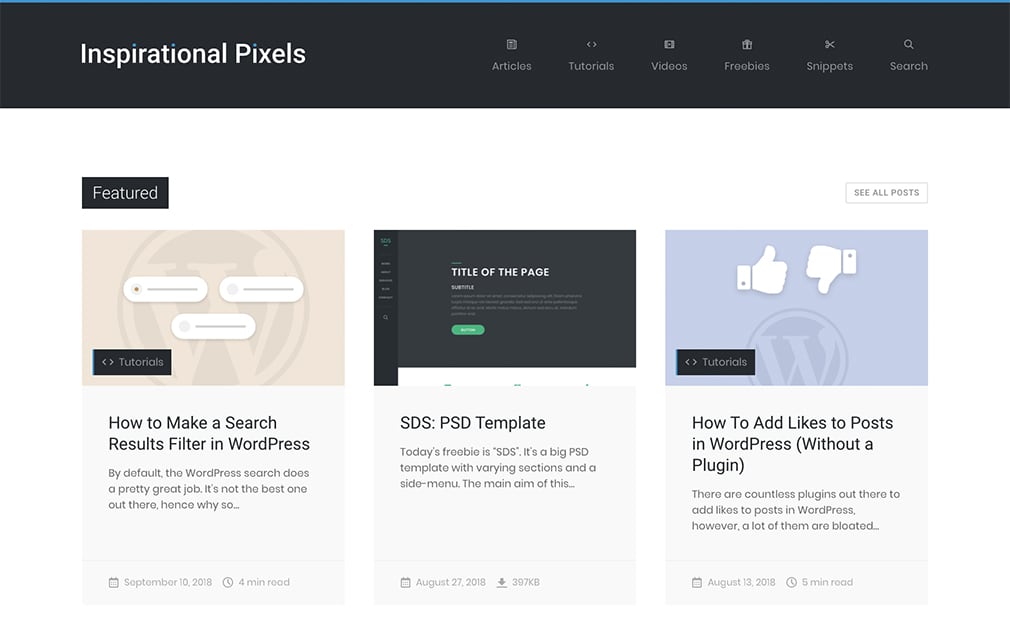 Inspirational Pixels
Articles Tutorials Videos Freebies Snippets Search
Featured
SEE ALL POSTS
Tutorials
How to Make a Search
Results Filter in WordPress
By default, the WordPress search does
a pretty great job. It's not the best one
out there, hence why so...
September 10, 2018 4 min read
SDS
HOME
ABOUT
SERVICES
BLOG
CONTACT
TITLE OF THE PAGE
SUBTITLE
BUTTON
SDS: PSD Template
Today's freebie is "SDS". It's a big PSD
template with varying sections and a
side-menu. The main aim of this...
August 27, 2018 397KB
Tutorials
How To Add Likes to Posts
in WordPress (Without a
Plugin)
There are countless plugins out there to
add likes to posts in WordPress,
however, a lot of them are bloated...
August 13, 2018 5 min read